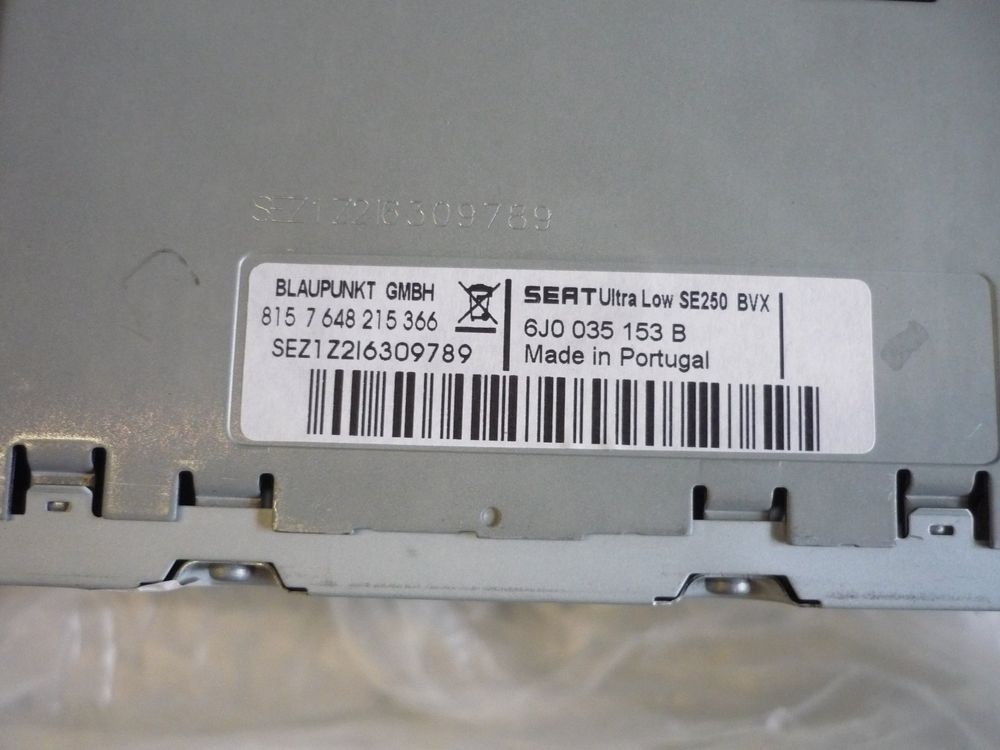 SEZ1Z2I6309789
BLAUPUNKT GMBH
815 7 648 215 366
SEZ1Z2I6309789
SEAT Ultra Low SE250 BVX
6J0 035 153 B
Made in Portugal